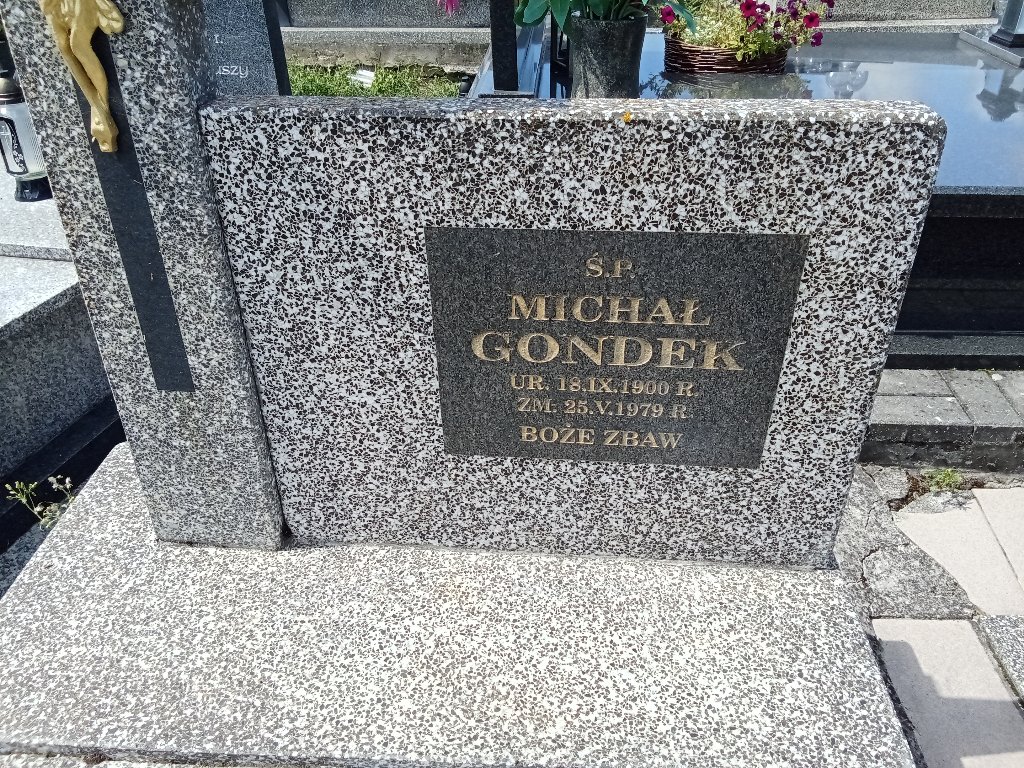 Ś.P.
MICHAŁ
GONDEK
UR. 18.IX.1900 R.
ZM. 25.V.1979 R.
BOŻE ZBAW